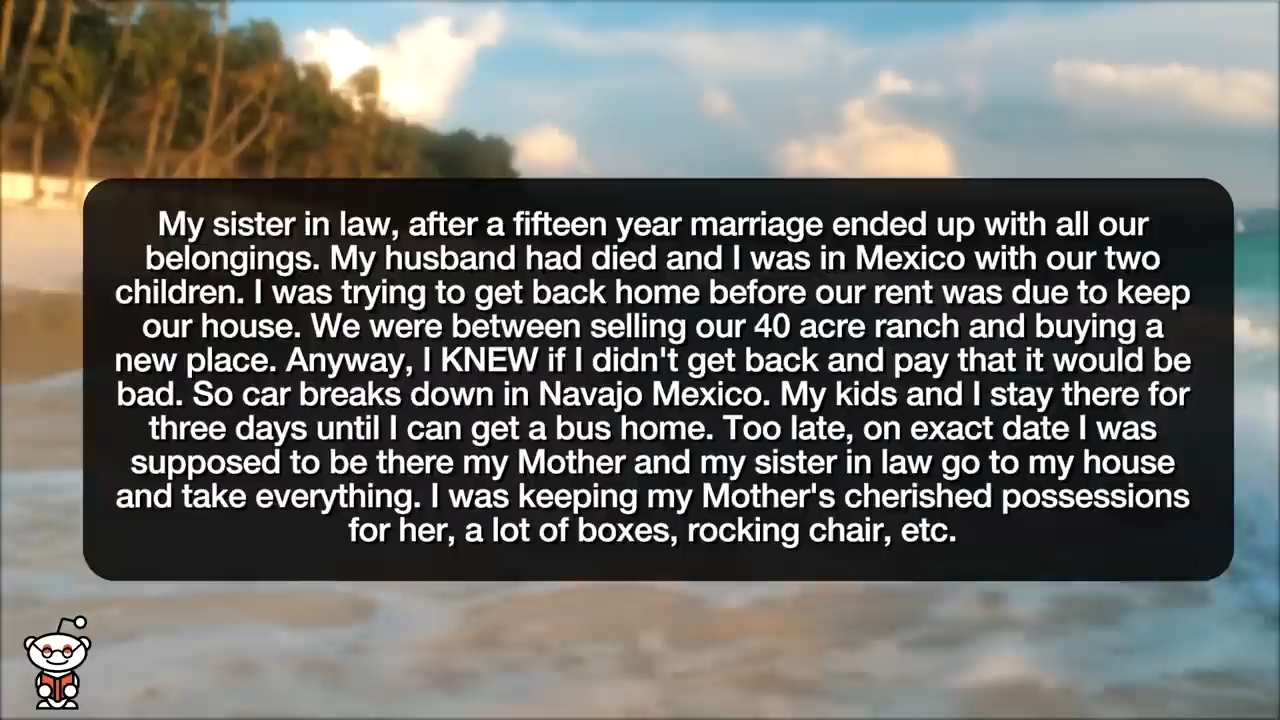 My sister in law, after a fifteen year marriage ended up with all our
belongings. My husband had died and I was in Mexico with our two
children. I was trying to get back home before our rent was due to keep
our house. We were between selling our 40 acre ranch and buying a
new place. Anyway, I KNEW if I didn't get back and pay that it would be
bad. So car breaks down in Navajo Mexico. My kids and I stay there for
three days until I can get a bus home. Too late, on exact date I was
supposed to be there my Mother and my sister in law go to my house
and take everything. I was keeping my Mother's cherished possessions
for her, a lot of boxes, rocking chair, etc.